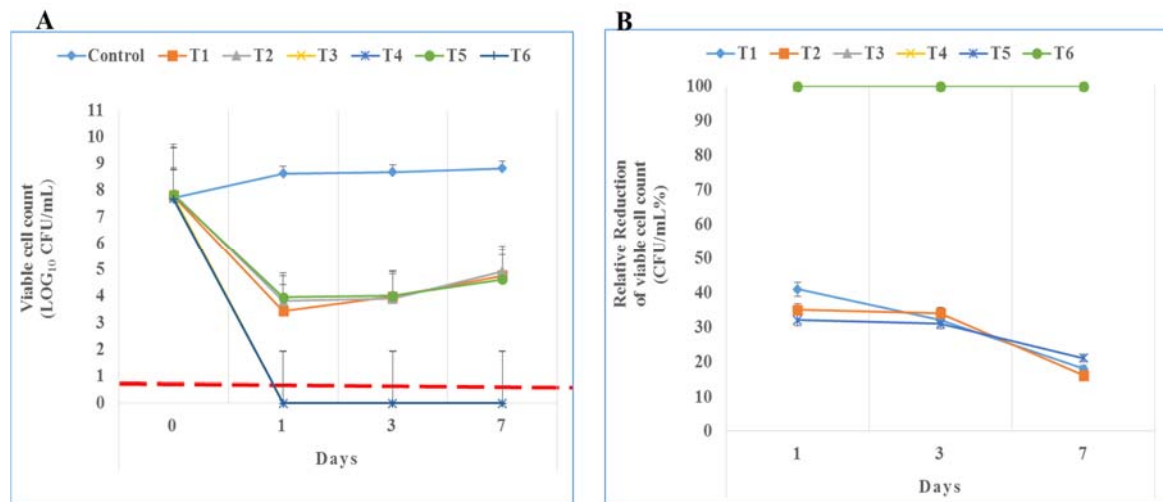 A
Control T1 T2 T3 T4 T5 T6
Viable cell count
(LOG10 CFU/mL)
11
10
9
8
7
6
5
4
3
2
1
0
0 1 3 7
Days
B
T1 T2 T3 T4 T5 T6
Relative Reduction
of viable cell count
(CFU/mL%)
100
90
80
70
60
50
40
30
20
10
0
1 3 7
Days